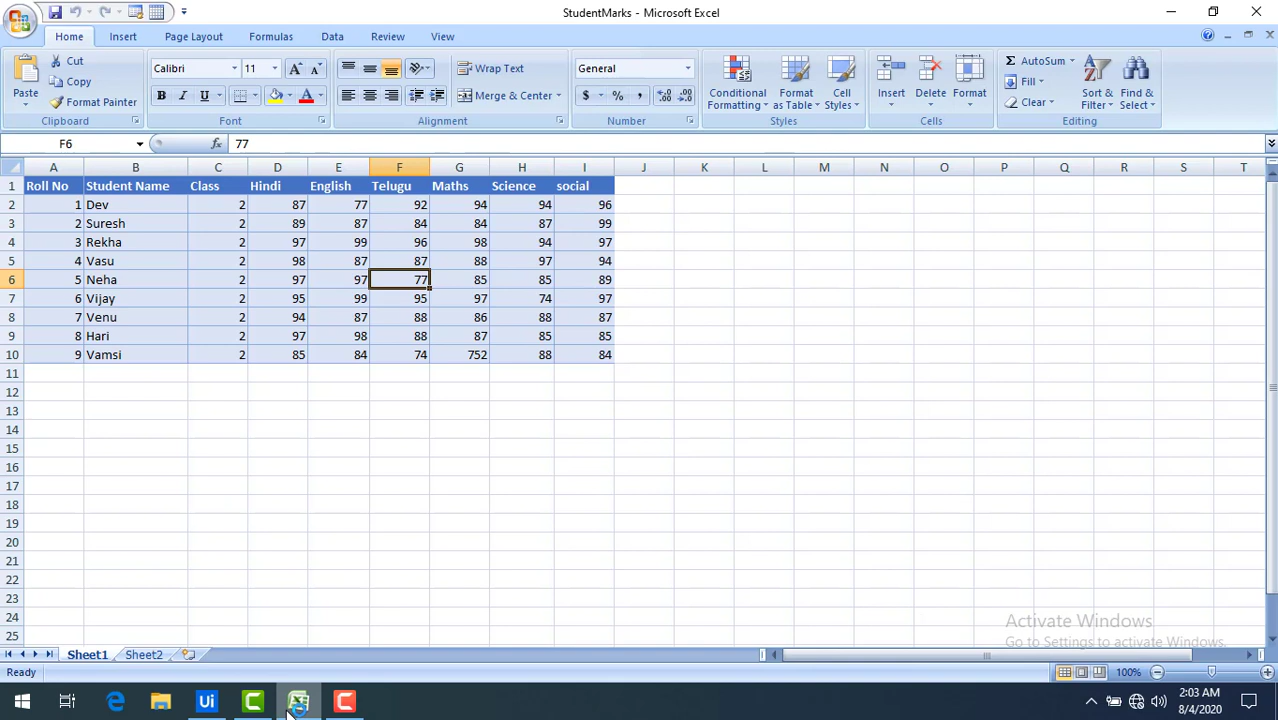 StudentMarks - Microsoft Excel
Home Insert Page Layout Formulas Data Review View
Paste
Cut
Copy
Format Painter
Clipboard
Calibri 11
B I U A
Font
Wrap Text
Merge & Center
Alignment
General
$ % ,
Number
Conditional Formatting
Format as Table
Cell Styles
Styles
Insert Delete Format
Cells
AutoSum
Fill
Clear
Sort & Filter
Find & Select
Editing
F6 fx 77
A B C D E F G H I J K L M N O P Q R S T
1 Roll No Student Name Class Hindi English Telugu Maths Science social
2 1 Dev 2 87 77 92 94 94 96
3 2 Suresh 2 89 87 84 84 87 99
4 3 Rekha 2 97 99 96 98 94 97
5 4 Vasu 2 98 87 87 88 97 94
6 5 Neha 2 97 97 77 85 85 89
7 6 Vijay 2 95 99 95 97 74 97
8 7 Venu 2 94 87 88 86 88 87
9 8 Hari 2 97 98 88 87 85 85
10 9 Vamsi 2 85 84 74 752 88 84
11
12
13
14
15
16
17
18
19
20
21
22
23
24
25
Activate Windows
Go to Settings to activate Windows.
Sheet1 Sheet2
Ready 100%
Ui
2:03 AM
8/4/2020